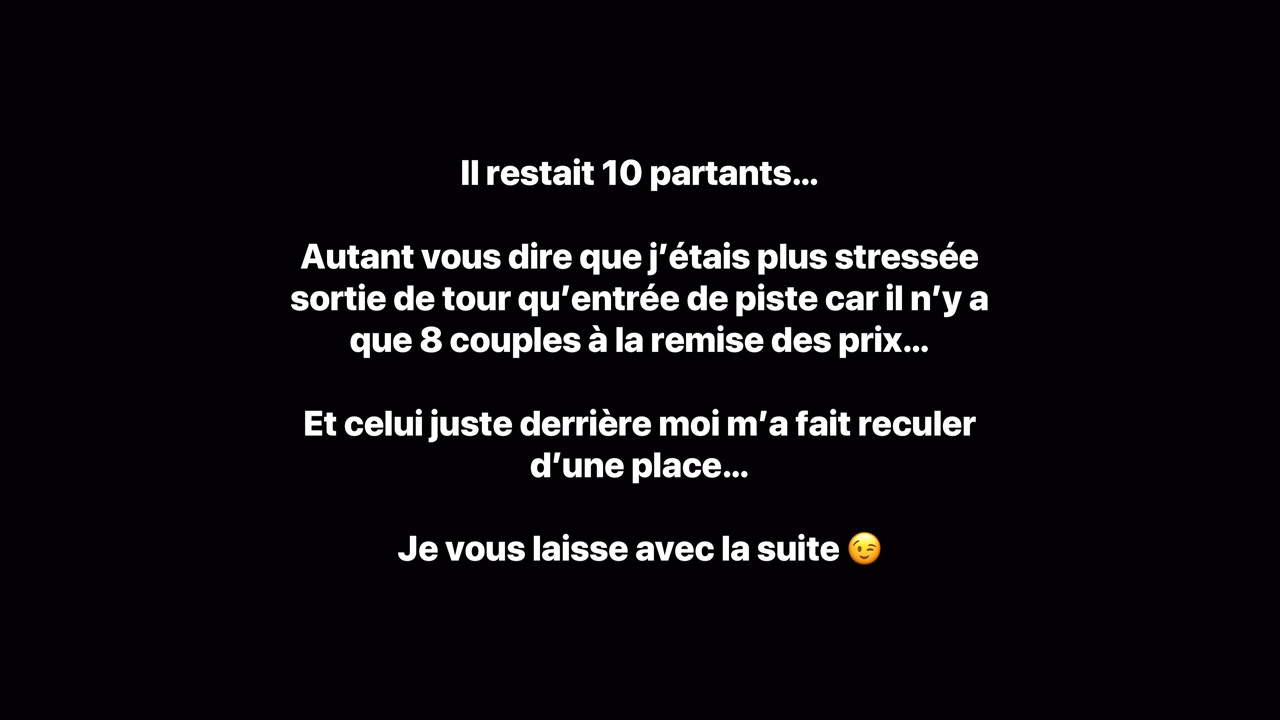 Il restait 10 partants…
Autant vous dire que j’étais plus stressée
sortie de tour qu’entrée de piste car il n’y a
que 8 couples à la remise des prix…
Et celui juste derrière moi m’a fait reculer
d’une place…
Je vous laisse avec la suite 😉